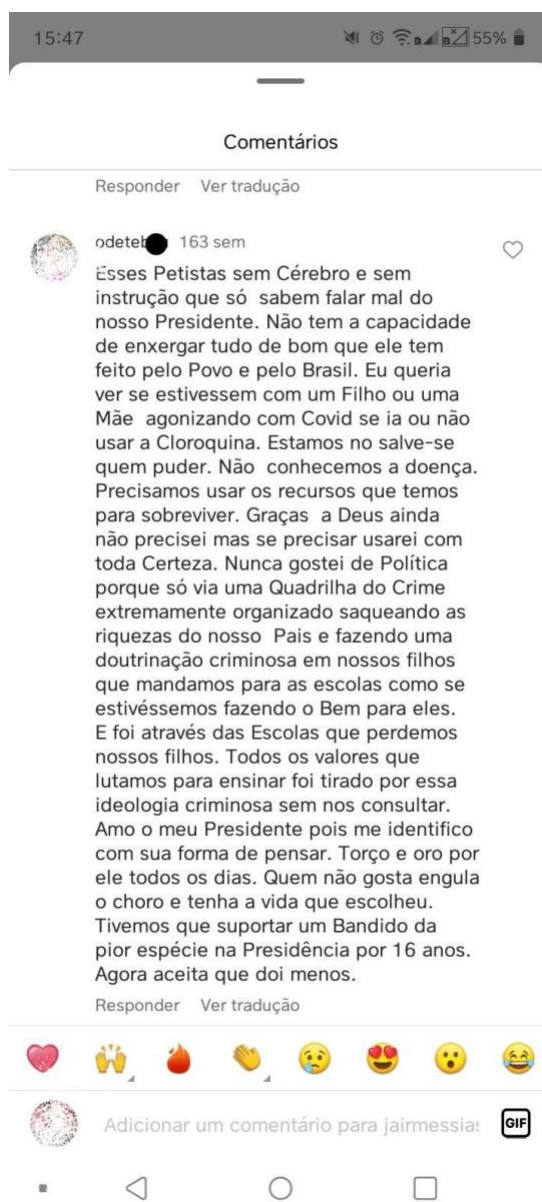 15:47
55%
Comentários
Responder Ver tradução
163 sem
Esses Petistas sem Cérebro e sem
instrução que só sabem falar mal do
nosso Presidente. Não tem a capacidade
de enxergar tudo de bom que ele tem
feito pelo Povo e pelo Brasil. Eu queria
ver se estivessem com um Filho ou uma
Mãe agonizando com Covid se ia ou não
usar a Cloroquina. Estamos no salve-se
quem puder. Não conhecemos a doença.
Precisamos usar os recursos que temos
para sobreviver. Graças a Deus ainda
não precisei mas se precisar usarei com
toda Certeza. Nunca gostei de Política
porque só via uma Quadrilha do Crime
extremamente organizado saqueando as
riquezas do nosso Pais e fazendo uma
doutrinação criminosa em nossos filhos
que mandamos para as escolas como se
estivéssemos fazendo o Bem para eles.
E foi através das Escolas que perdemos
nossos filhos. Todos os valores que
lutamos para ensinar foi tirado por essa
ideologia criminosa sem nos consultar.
Amo o meu Presidente pois me identifico
com sua forma de pensar. Torço e oro por
ele todos os dias. Quem não gosta engula
o choro e tenha a vida que escolheu.
Tivemos que suportar um Bandido da
pior espécie na Presidência por 16 anos.
Agora aceita que doi menos.
Responder Ver tradução
Adicionar um comentário para jairmessias
GIF